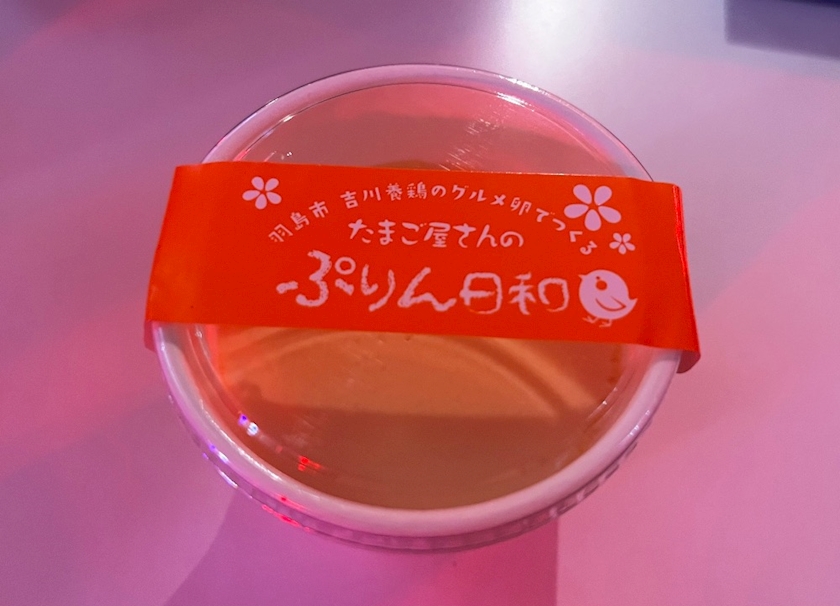 羽島市 吉川養鶏のグルメ卵でつくる
たまご屋さんの
ぷりん日和